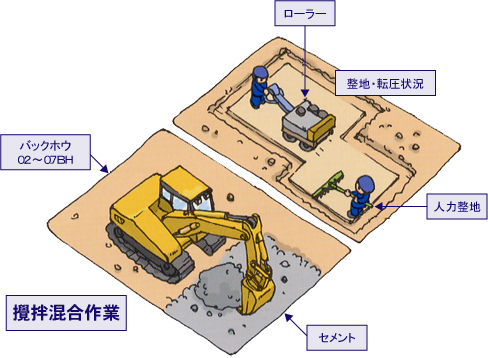 ローラー
整地・転圧状況
バックホウ
02〜07BH
人力整地
攪拌混合作業
セメント